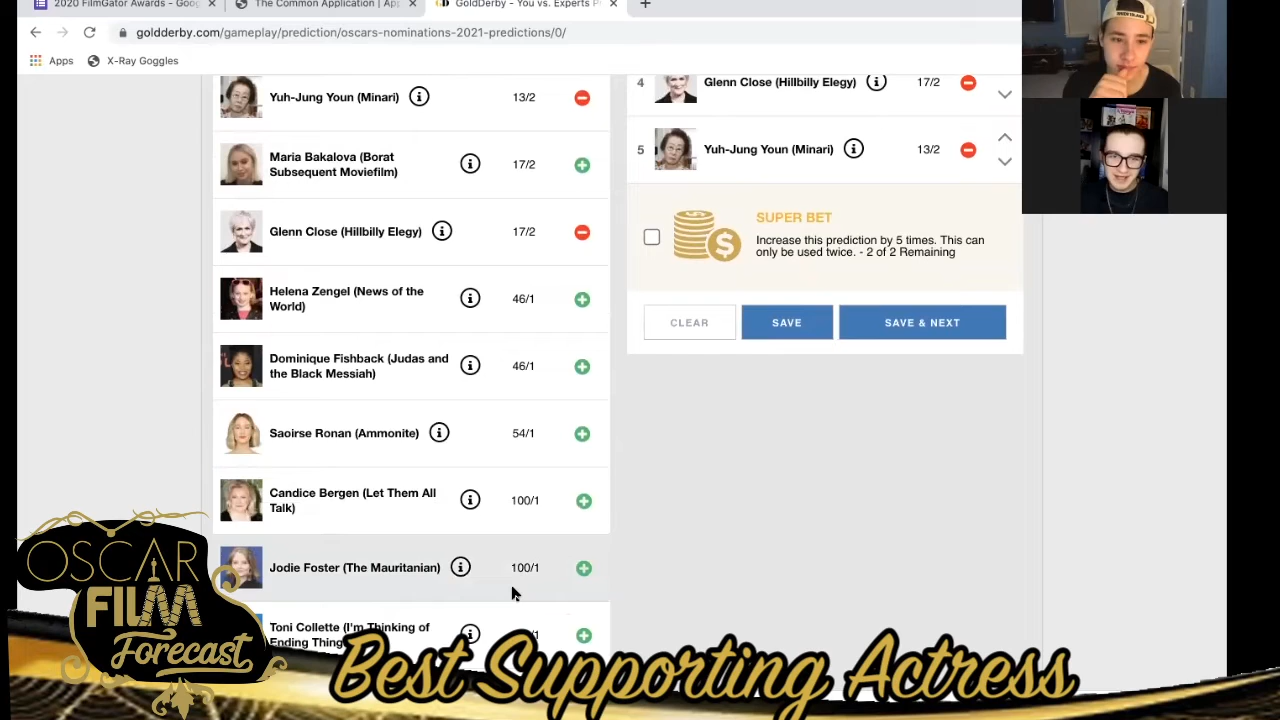 2020 FilmGator Awards - Goog
The Common Application | App
GoldDerby - You vs. Experts P
goldderby.com/gameplay/prediction/oscars-nominations-2021-predictions/0/
Apps
X-Ray Goggles
Yuh-Jung Youn (Minari)
13/2
Maria Bakalova (Borat
Subsequent Moviefilm)
17/2
Glenn Close (Hillbilly Elegy)
17/2
Helena Zengel (News of the
World)
46/1
Dominique Fishback (Judas and
the Black Messiah)
46/1
Saoirse Ronan (Ammonite)
54/1
Candice Bergen (Let Them All
Talk)
100/1
Jodie Foster (The Mauritanian)
100/1
Toni Collette (I'm Thinking of
Ending
4
Glenn Close (Hillbilly Elegy)
17/2
5
Yuh-Jung Youn (Minari)
13/2
SUPER BET
Increase this prediction by 5 times. This can
only be used twice. - 2 of 2 Remaining
CLEAR
SAVE
SAVE & NEXT
OSCAR
FILM
Forecast
Best Supporting Actress